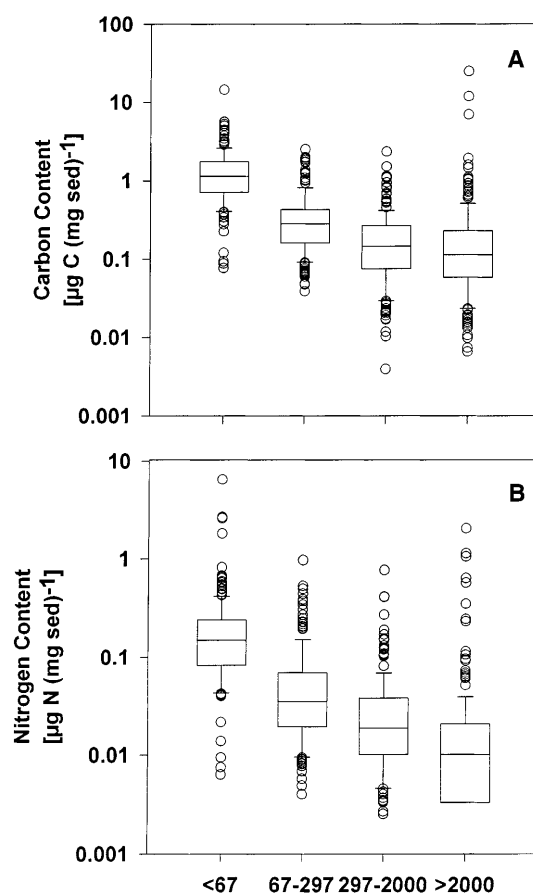 100
A
10
1
0.1
0.01
0.001
Carbon Content
[µg C (mg sed)-1]
10
B
1
0.1
0.01
0.001
Nitrogen Content
[µg N (mg sed)-1]
<67 67-297 297-2000 >2000